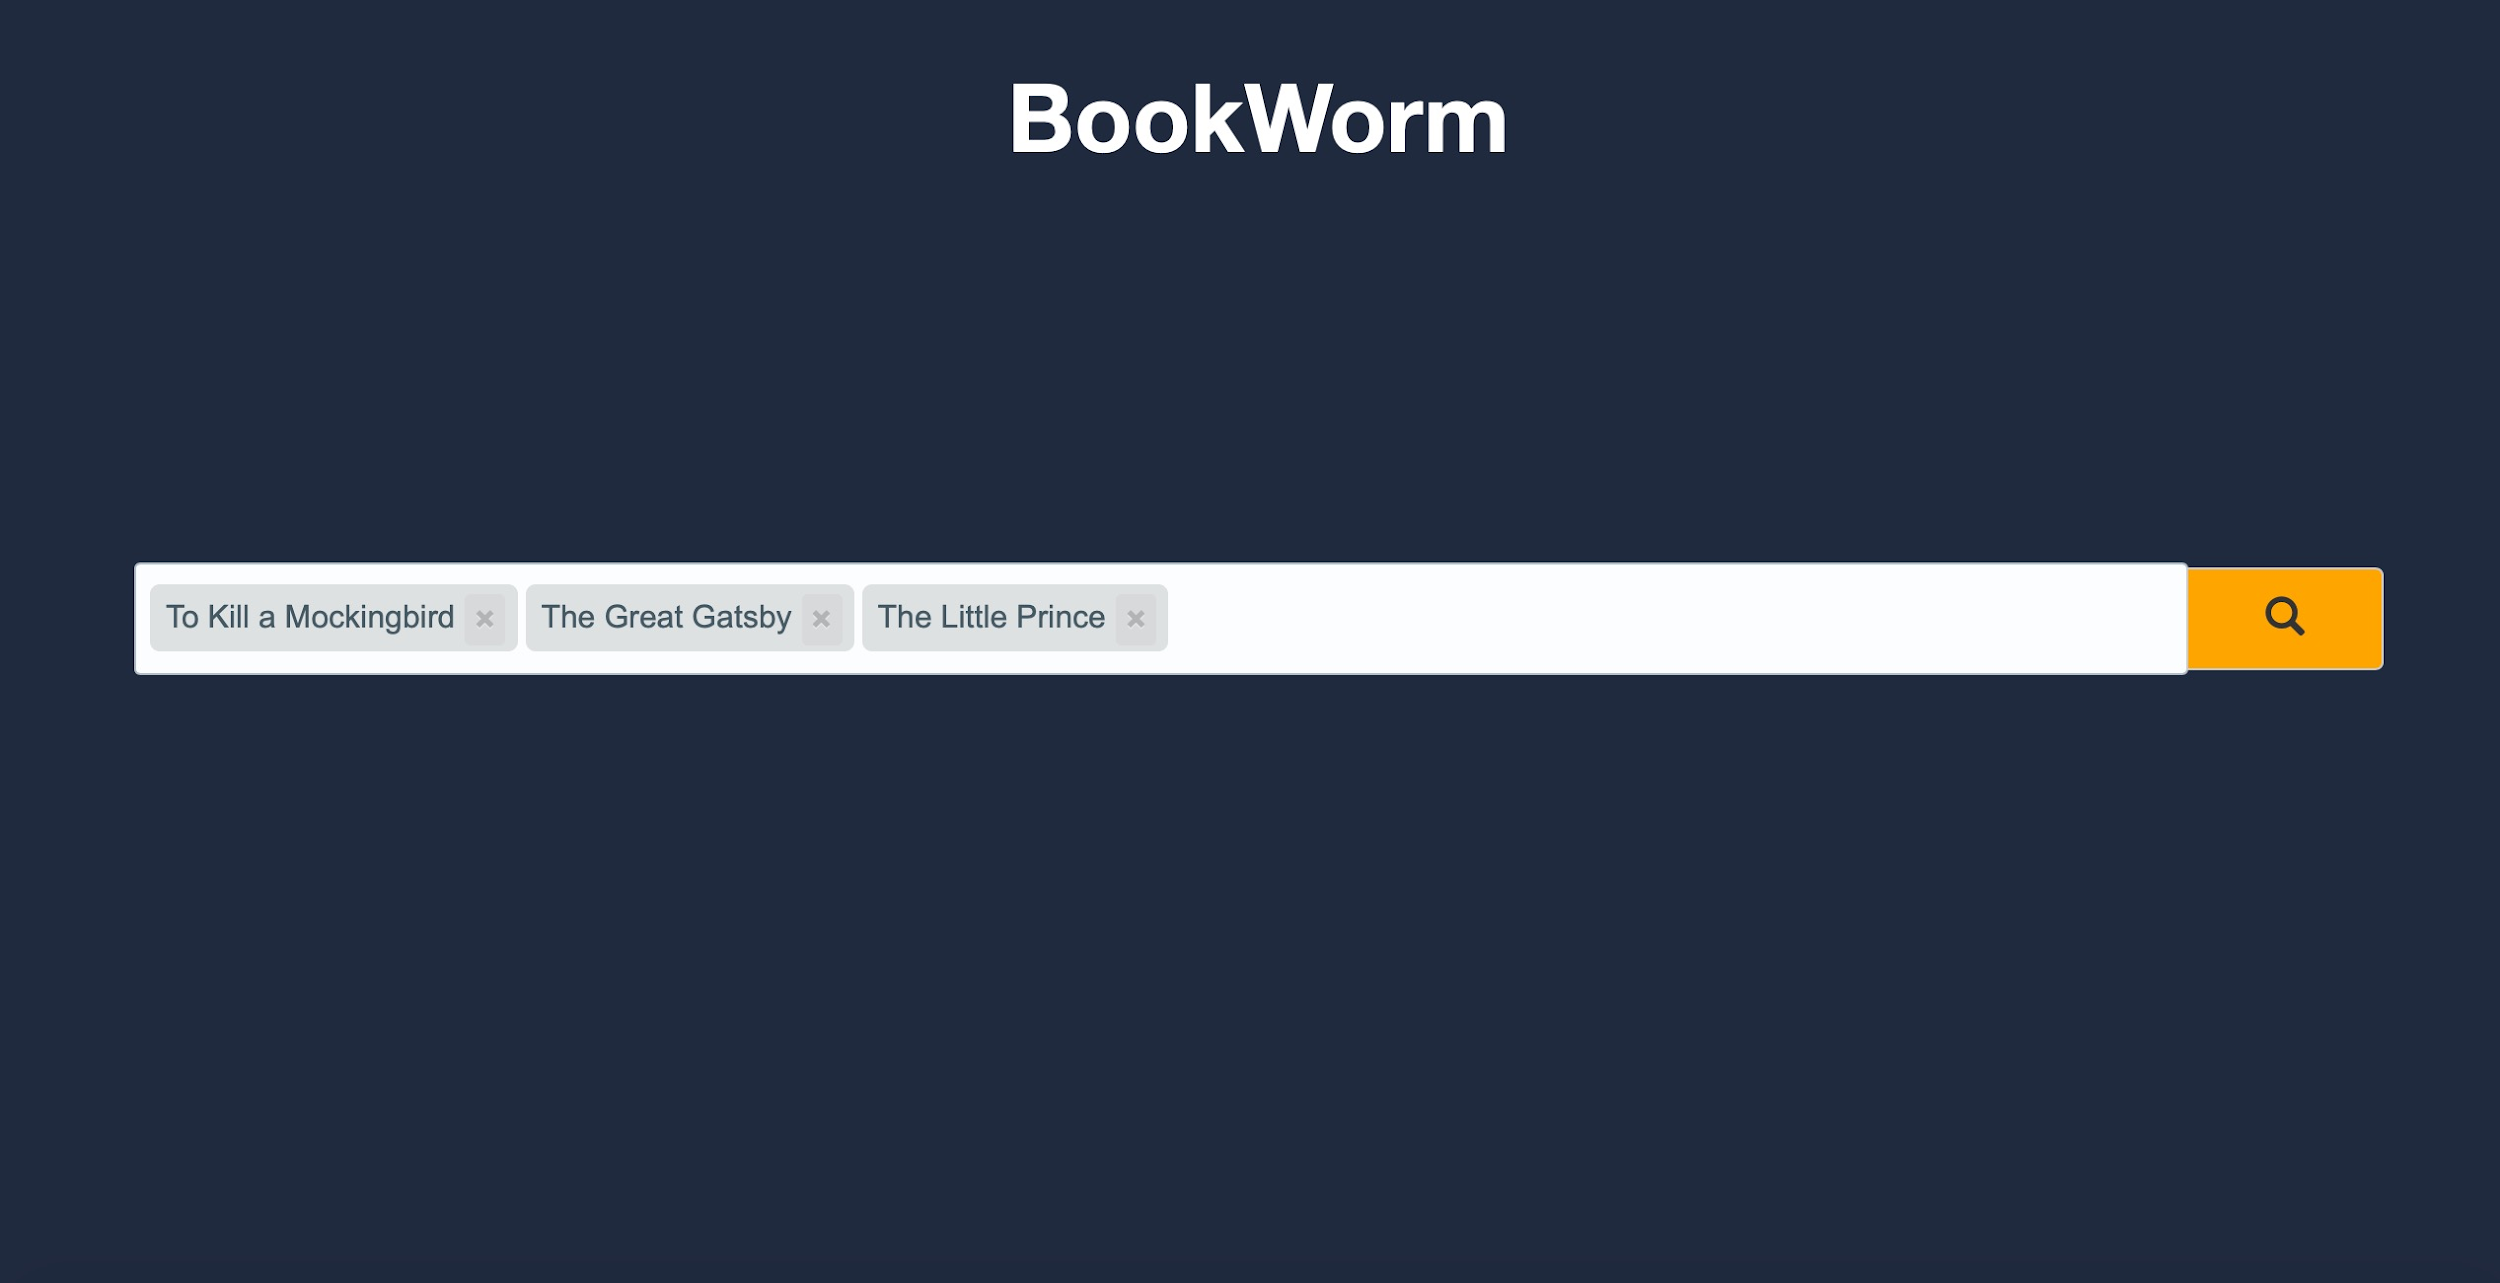 BookWorm
To Kill a Mockingbird × The Great Gatsby × The Little Prince ×